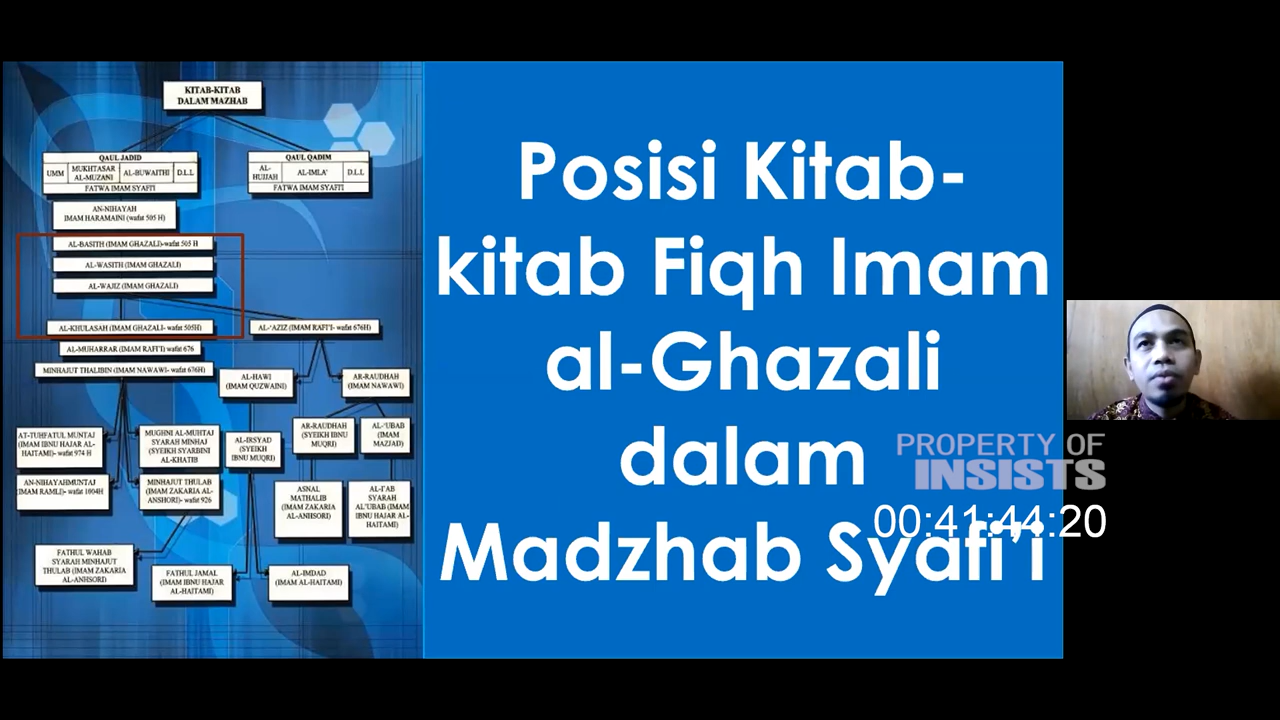 KITAB-KITAB
DALAM MAZHAB
QAUL JADID
UMM
MUKHTASAR
AL-MUZANI
AL-BUWAITHI
D.L.L
FATWA IMAM SYAFI'I
QAUL QADIM
AL-
HUJJAH
AL-IMLA'
D.L.L
FATWA IMAM SYAFI'I
AN-NIHAYAH
IMAM HARAMAINI (wafat 505 H)
AL-BASITH (IMAM GHAZALI)-wafat 505 H
AL-WASITH (IMAM GHAZALI)
AL-WAJIZ (IMAM GHAZALI)
AL-KHULASAH (IMAM GHAZALI- wafat 505H)
AL-'AZIZ (IMAM RAFI'I- wafat 676H)
AL-MUHARRAR (IMAM RAFI'I) wafat 676
MINHAJUT THALIBIN (IMAM NAWAWI- wafat 676H)
AL-HAWI
(IMAM QUZWAINI)
AR-RAUDHAH
(IMAM NAWAWI)
AT-TUHFATUL MUNTAJ
(IMAM IBNU HAJAR AL-
HAITAMI)- wafat 974 H
MUGHNI AL-MUHTAJ
SYARAH MINHAJ
(SYEIKH SYARBINI
AL-KHATIB
AL-IRSYAD
(SYEIKH
IBNU MUQRI)
AR-RAUDHAH
(SYEIKH IBNU
MUQRI)
AL-'UBAB
(IMAM
MAZJAD)
AN-NIHAYAHMUNTAJ
(IMAM RAMLI)- wafat 1004H
MINHAJUT THULAB
(IMAM ZAKARIA AL-
ANSHORI)- wafat 926
ASNAL
MATHALIB
(IMAM ZAKARIA
AL-ANHSORI)
AL-I'AB
SYARAH
AL'UBAB (IMAM
IBNU HAJAR AL-
HAITAMI)
FATHUL WAHAB
SYARAH MINHAJUT
THULAB (IMAM ZAKARIA
AL-ANHSORI)
FATHUL JAMAL
(IMAM IBNU HAJAR
AL-HAITAMI)
AL-IMDAD
(IMAM AL-HAITAMI)
Posisi Kitab-
kitab Fiqh Imam
al-Ghazali
dalam
Madzhab Syafi'i
PROPERTY OF
INSISTS
00:41:44:20